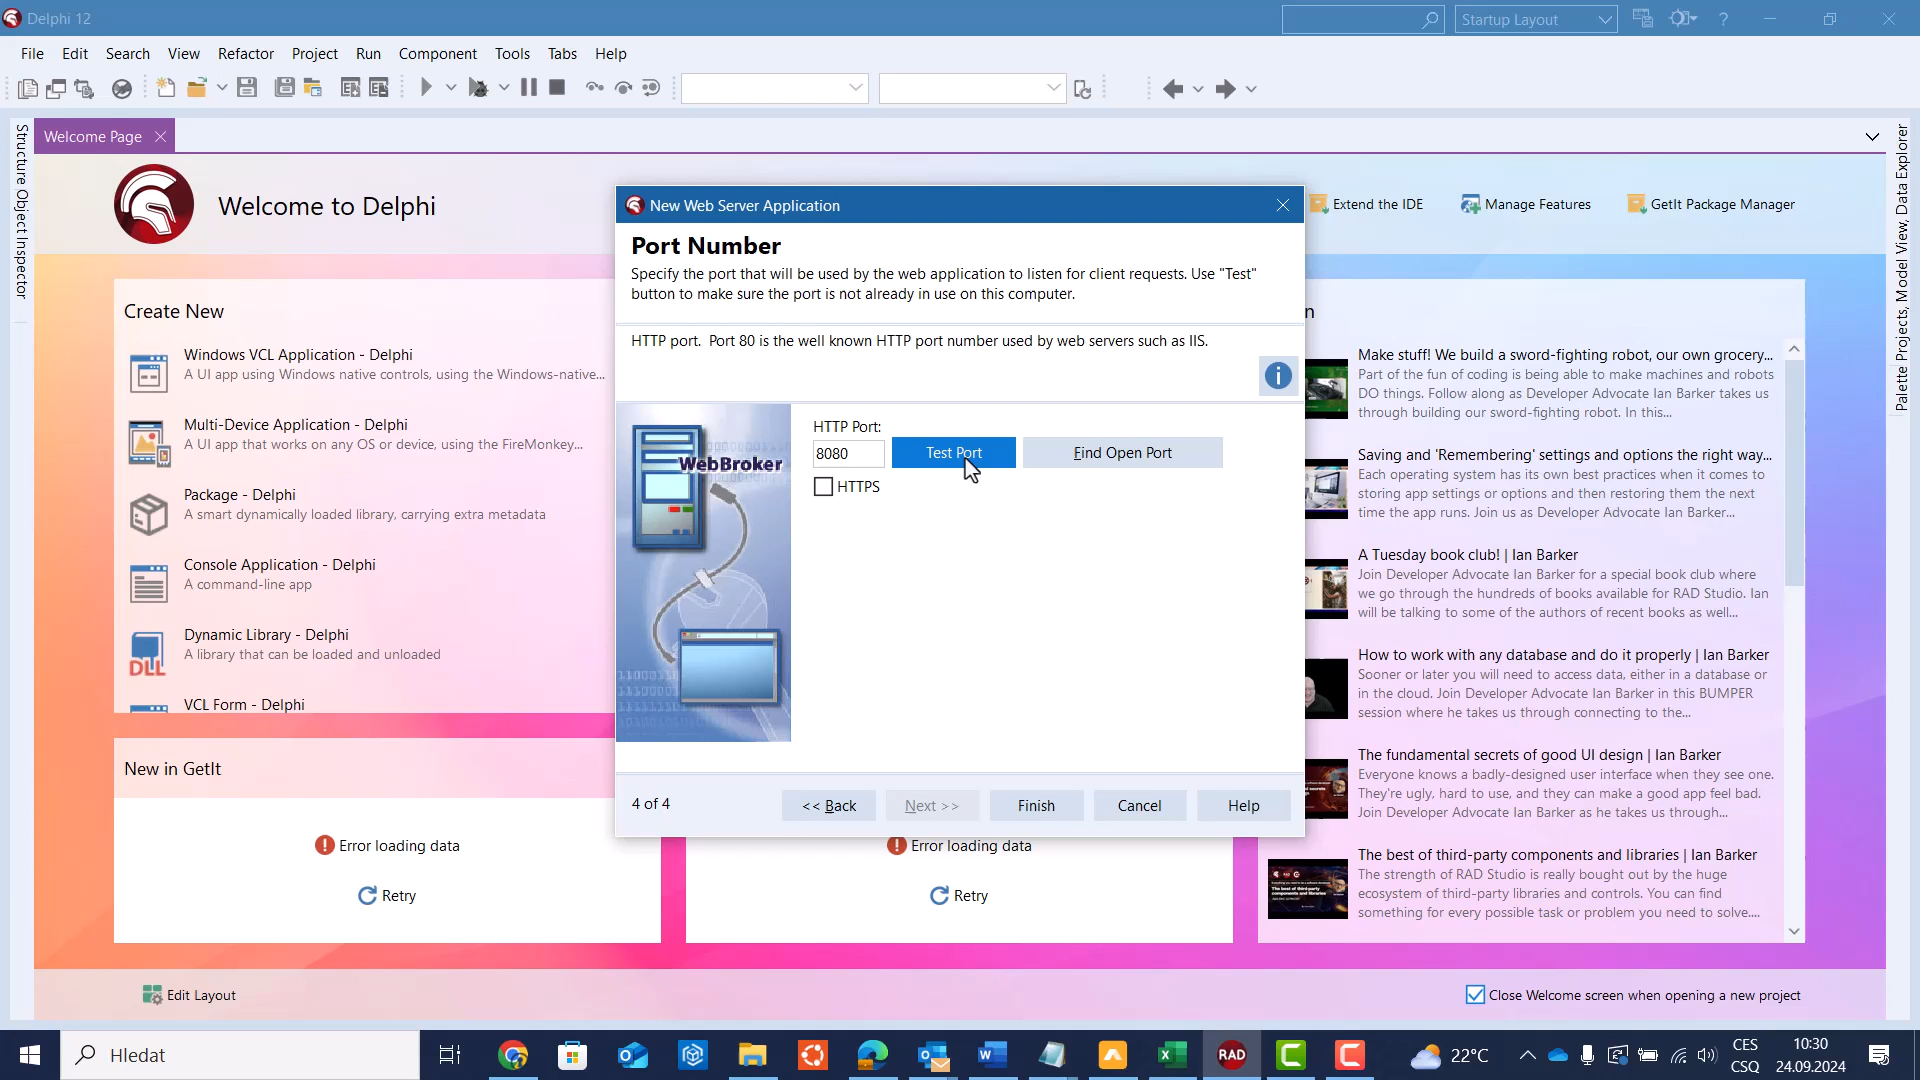 Delphi 12
Startup Layout
?
File Edit Search View Refactor Project Run Component Tools Tabs Help
Welcome Page
Structure Object Inspector
Palette Projects, Model View, Data Explorer
Welcome to Delphi
Extend the IDE
Manage Features
GetIt Package Manager
Create New
Windows VCL Application - Delphi
A UI app using Windows native controls, using the Windows-native...
Multi-Device Application - Delphi
A UI app that works on any OS or device, using the FireMonkey...
Package - Delphi
A smart dynamically loaded library, carrying extra metadata
Console Application - Delphi
A command-line app
Dynamic Library - Delphi
A library that can be loaded and unloaded
DLL
VCL Form - Delphi
New in GetIt
Error loading data
Retry
New Web Server Application
Port Number
Specify the port that will be used by the web application to listen for client requests. Use "Test"
button to make sure the port is not already in use on this computer.
HTTP port. Port 80 is the well known HTTP port number used by web servers such as IIS.
WebBroker
HTTP Port:
8080
Test Port
Find Open Port
HTTPS
4 of 4
<< Back
Next >>
Finish
Cancel
Help
Error loading data
Retry
n
Make stuff! We build a sword-fighting robot, our own grocery...
Part of the fun of coding is being able to make machines and robots
DO things. Follow along as Developer Advocate Ian Barker takes us
through building our sword-fighting robot. In this...
Saving and 'Remembering' settings and options the right way...
Each operating system has its own best practices when it comes to
storing app settings or options and then restoring them the next
time the app runs. Join us as Developer Advocate Ian Barker...
A Tuesday book club! | Ian Barker
Join Developer Advocate Ian Barker for a special book club where
we go through the hundreds of books available for RAD Studio. Ian
will be talking to some of the authors of recent books as well...
How to work with any database and do it properly | Ian Barker
Sooner or later you will need to access data, either in a database or
in the cloud. Join Developer Advocate Ian Barker in this BUMPER
session where he takes us through connecting to the...
The fundamental secrets of good UI design | Ian Barker
Everyone knows a badly-designed user interface when they see one.
They're ugly, hard to use, and they can make a good app feel bad.
Join Developer Advocate Ian Barker as he takes us through...
The best of third-party components and libraries | Ian Barker
The strength of RAD Studio is really bought out by the huge
ecosystem of third-party libraries and controls. You can find
something for every possible task or problem you need to solve....
Edit Layout
Close Welcome screen when opening a new project
Hledat
RAD
22°C
CES
CSQ
10:30
24.09.2024